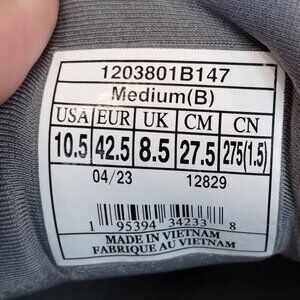 1203801B147
Medium(B)
USA EUR UK CM CN
10.5 42.5 8.5 27.5 275(1.5)
04/23 12829
1 95394 34233 8
MADE IN VIETNAM
FABRIQUE AU VIETNAM